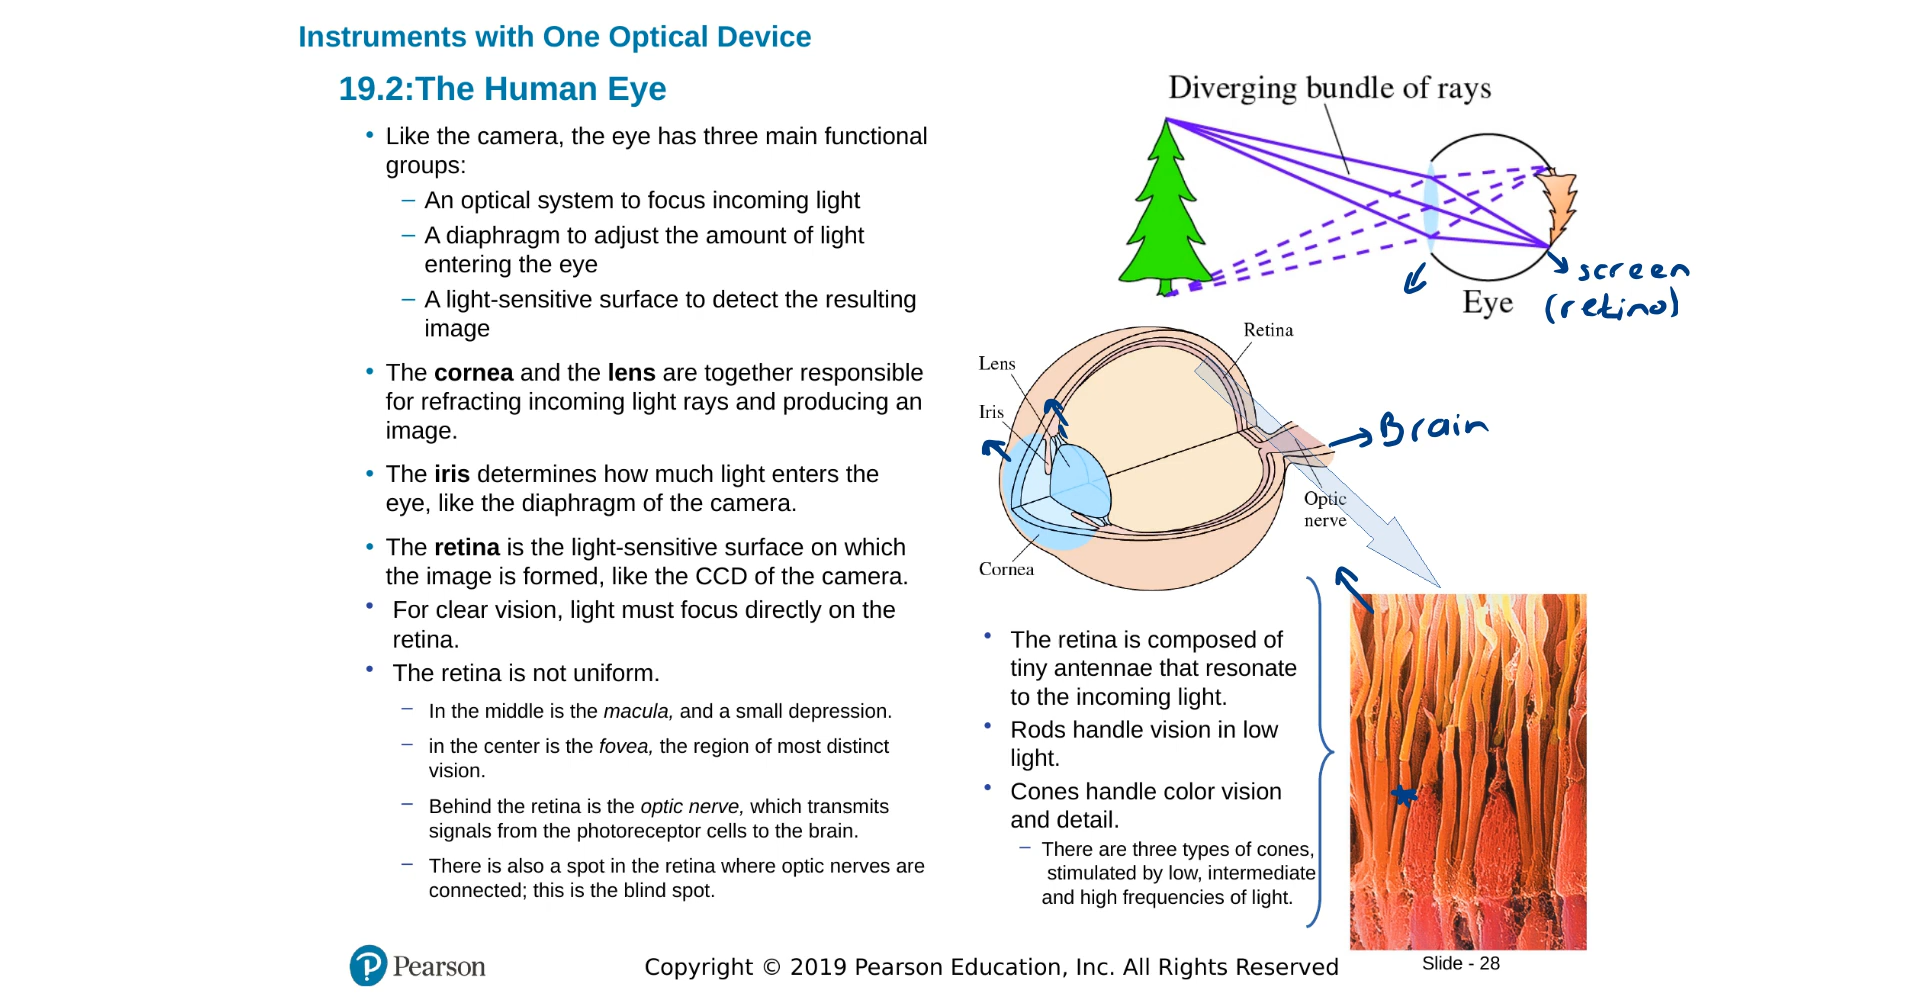 Instruments with One Optical Device
19.2:The Human Eye
• Like the camera, the eye has three main functional
groups:
– An optical system to focus incoming light
– A diaphragm to adjust the amount of light
entering the eye
– A light-sensitive surface to detect the resulting
image
• The cornea and the lens are together responsible
for refracting incoming light rays and producing an
image.
• The iris determines how much light enters the
eye, like the diaphragm of the camera.
• The retina is the light-sensitive surface on which
the image is formed, like the CCD of the camera.
• For clear vision, light must focus directly on the
retina.
• The retina is not uniform.
– In the middle is the macula, and a small depression.
– in the center is the fovea, the region of most distinct
vision.
– Behind the retina is the optic nerve, which transmits
signals from the photoreceptor cells to the brain.
– There is also a spot in the retina where optic nerves are
connected; this is the blind spot.
Diverging bundle of rays
screen
(retina)
Eye
Retina
Lens
Iris
Brain
Optic
nerve
Cornea
• The retina is composed of
tiny antennae that resonate
to the incoming light.
• Rods handle vision in low
light.
• Cones handle color vision
and detail.
– There are three types of cones,
stimulated by low, intermediate
and high frequencies of light.
P Pearson
Copyright © 2019 Pearson Education, Inc. All Rights Reserved
Slide - 28